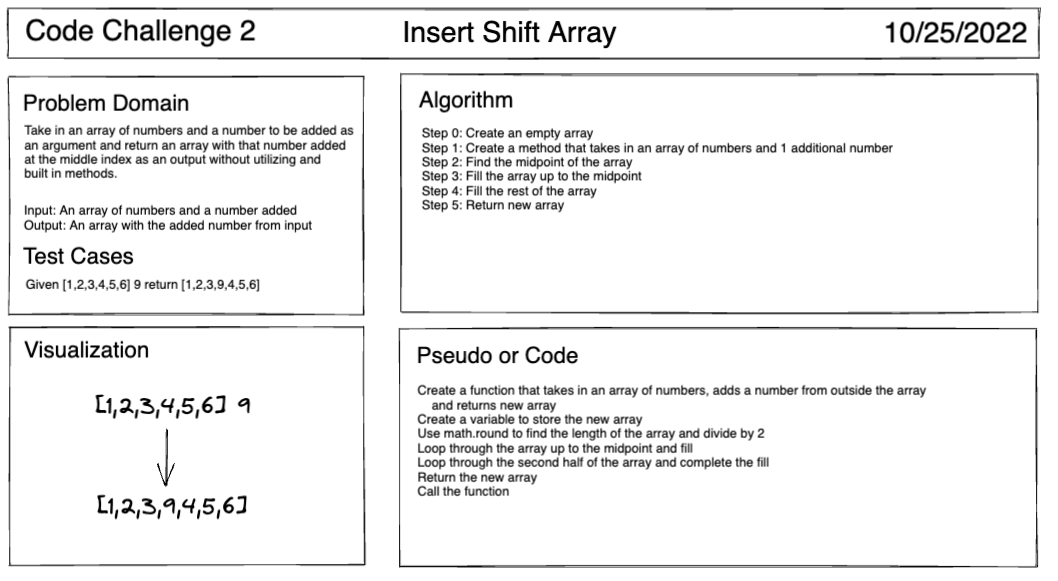 Code Challenge 2
Insert Shift Array
10/25/2022
Problem Domain
Take in an array of numbers and a number to be added as
an argument and return an array with that number added
at the middle index as an output without utilizing and
built in methods.
Input: An array of numbers and a number added
Output: An array with the added number from input
Test Cases
Given [1,2,3,4,5,6] 9 return [1,2,3,9,4,5,6]
Algorithm
Step 0: Create an empty array
Step 1: Create a method that takes in an array of numbers and 1 additional number
Step 2: Find the midpoint of the array
Step 3: Fill the array up to the midpoint
Step 4: Fill the rest of the array
Step 5: Return new array
Visualization
[1,2,3,4,5,6] 9
[1,2,3,9,4,5,6]
Pseudo or Code
Create a function that takes in an array of numbers, adds a number from outside the array
and returns new array
Create a variable to store the new array
Use math.round to find the length of the array and divide by 2
Loop through the array up to the midpoint and fill
Loop through the second half of the array and complete the fill
Return the new array
Call the function